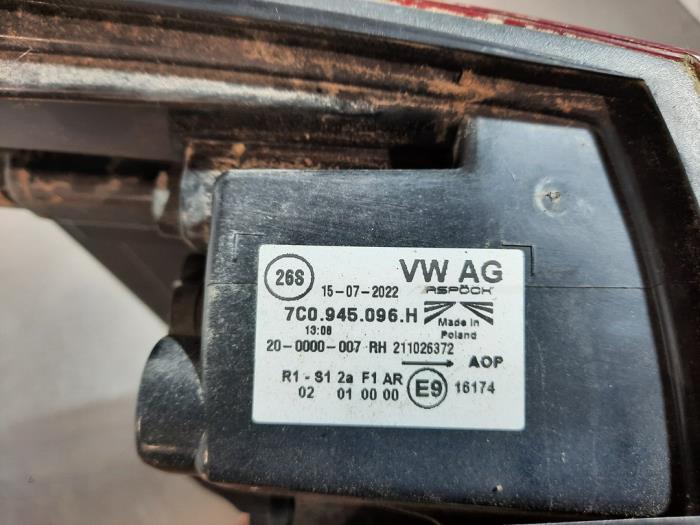 26S
15-07-2022
VW AG
ASPÖCK
7C0.945.096.H
13:08
Made in
Poland
20-0000-007 RH 211026372
AOP
R1 - S1 2a F1 AR
02 01 00 00
E9
16174